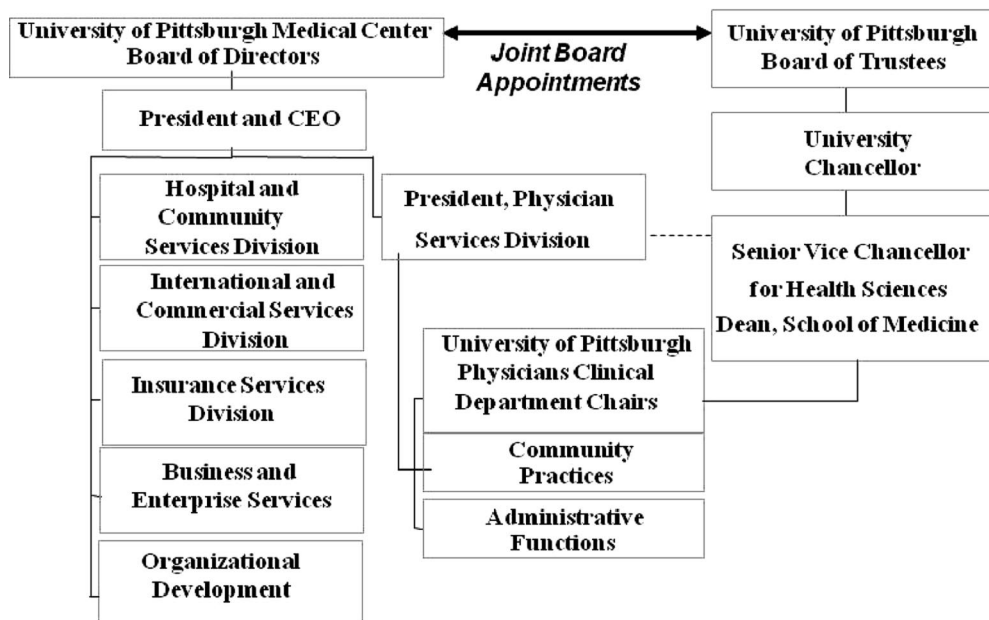 University of Pittsburgh Medical Center
Board of Directors
Joint Board
Appointments
University of Pittsburgh
Board of Trustees
President and CEO
University
Chancellor
Hospital and
Community
Services Division
President, Physician
Services Division
Senior Vice Chancellor
for Health Sciences
Dean, School of Medicine
International and
Commercial Services
Division
University of Pittsburgh
Physicians Clinical
Department Chairs
Insurance Services
Division
Community
Practices
Business and
Enterprise Services
Administrative
Functions
Organizational
Development